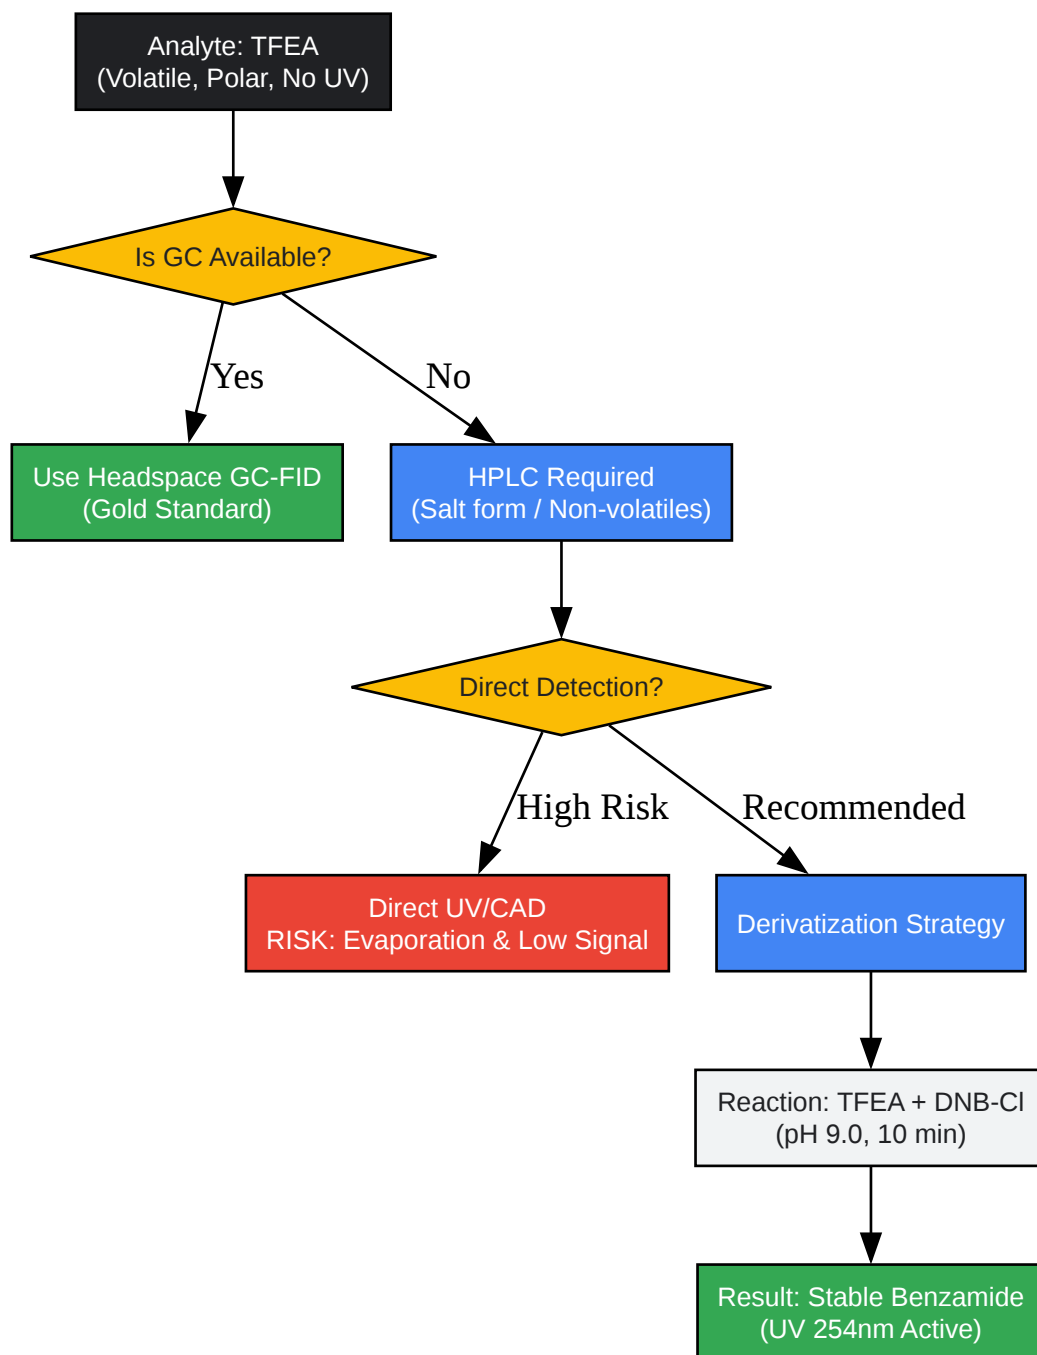 Analyte: TFEA
(Volatile, Polar, No UV)
Is GC Available?
Yes
No
Use Headspace GC-FID
(Gold Standard)
HPLC Required
(Salt form / Non-volatiles)
Direct Detection?
High Risk
Recommended
Direct UV/CAD
RISK: Evaporation & Low Signal
Derivatization Strategy
Reaction: TFEA + DNB-Cl
(pH 9.0, 10 min)
Result: Stable Benzamide
(UV 254nm Active)